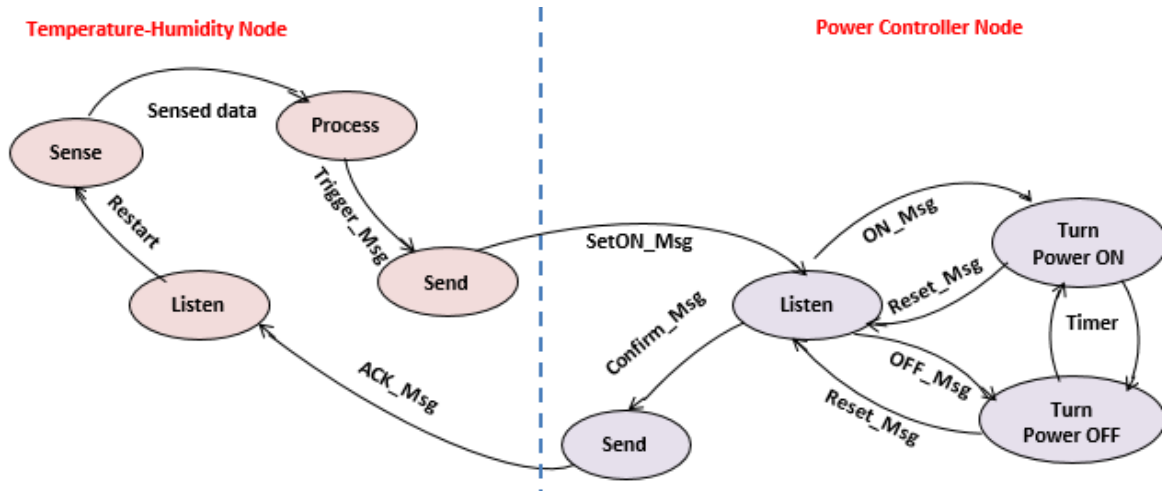 Temperature-Humidity Node
Power Controller Node
Sensed data
Process
Sense
Trigger_Msg
Restart
Send
Listen
SetON_Msg
ON_Msg
Turn
Power ON
Reset_Msg
Listen
Timer
Confirm_Msg
OFF_Msg
Reset_Msg
ACK_Msg
Send
Turn
Power OFF